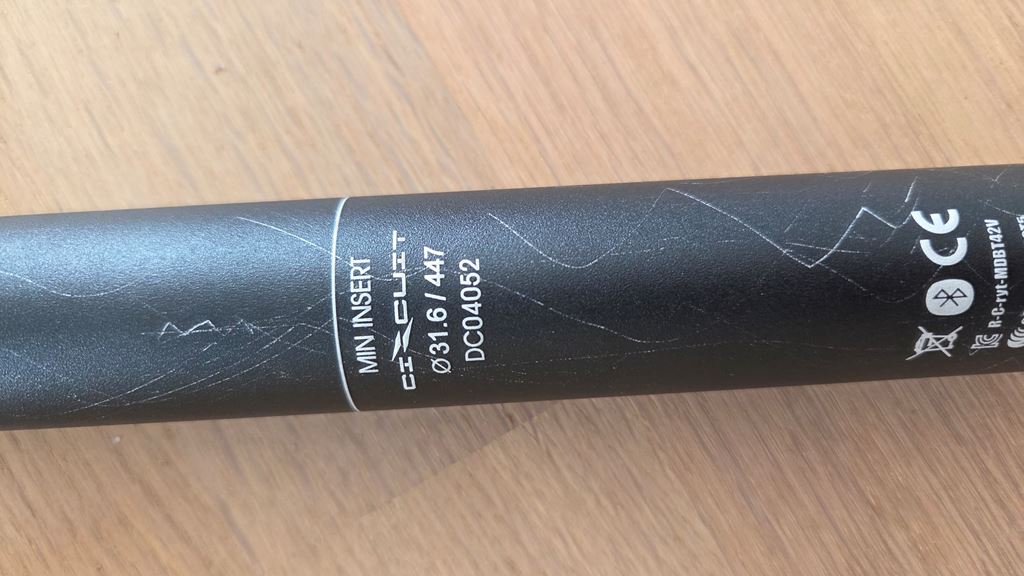 MIN INSERT
CIRCUIT
Ø31.6 / 447
DC04052
CE
R-C-ryt-MDBT42V